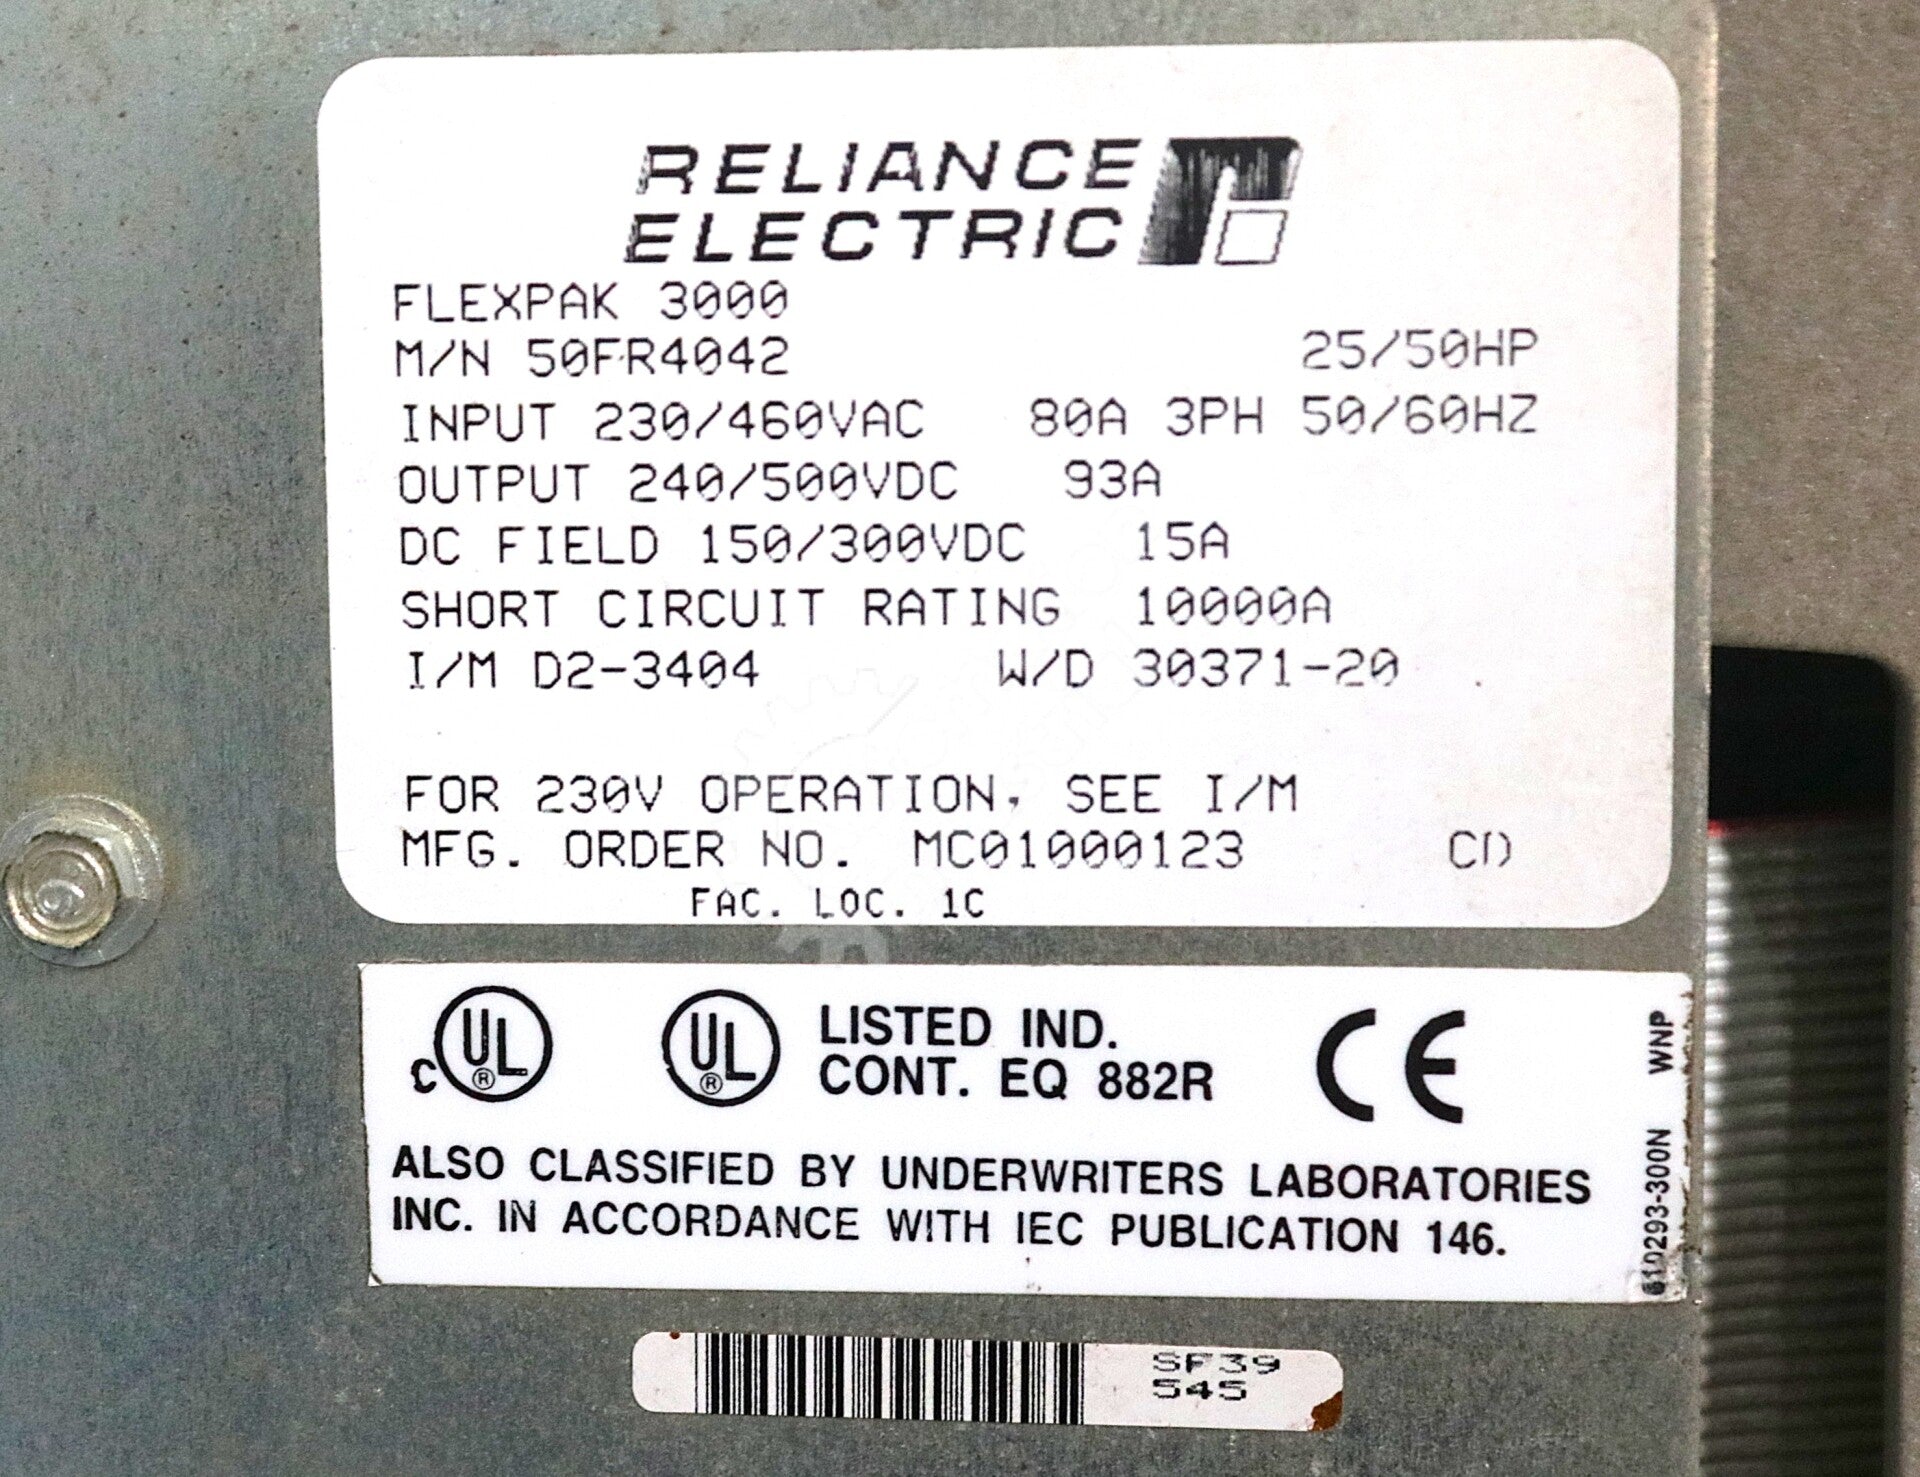 RELIANCE
ELECTRIC
FLEXPAK 3000
M/N 50FR4042 25/50HP
INPUT 230/460VAC 80A 3PH 50/60HZ
OUTPUT 240/500VDC 93A
DC FIELD 150/300VDC 15A
SHORT CIRCUIT RATING 10000A
I/M D2-3404 W/D 30371-20
FOR 230V OPERATION, SEE I/M
MFG. ORDER NO. MC01000123 CD
FAC. LOC. 1C
C UL ® UL ® LISTED IND.
CONT. EQ 882R CE
ALSO CLASSIFIED BY UNDERWRITERS LABORATORIES
INC. IN ACCORDANCE WITH IEC PUBLICATION 146.
610293-300N WNP
SF39
545